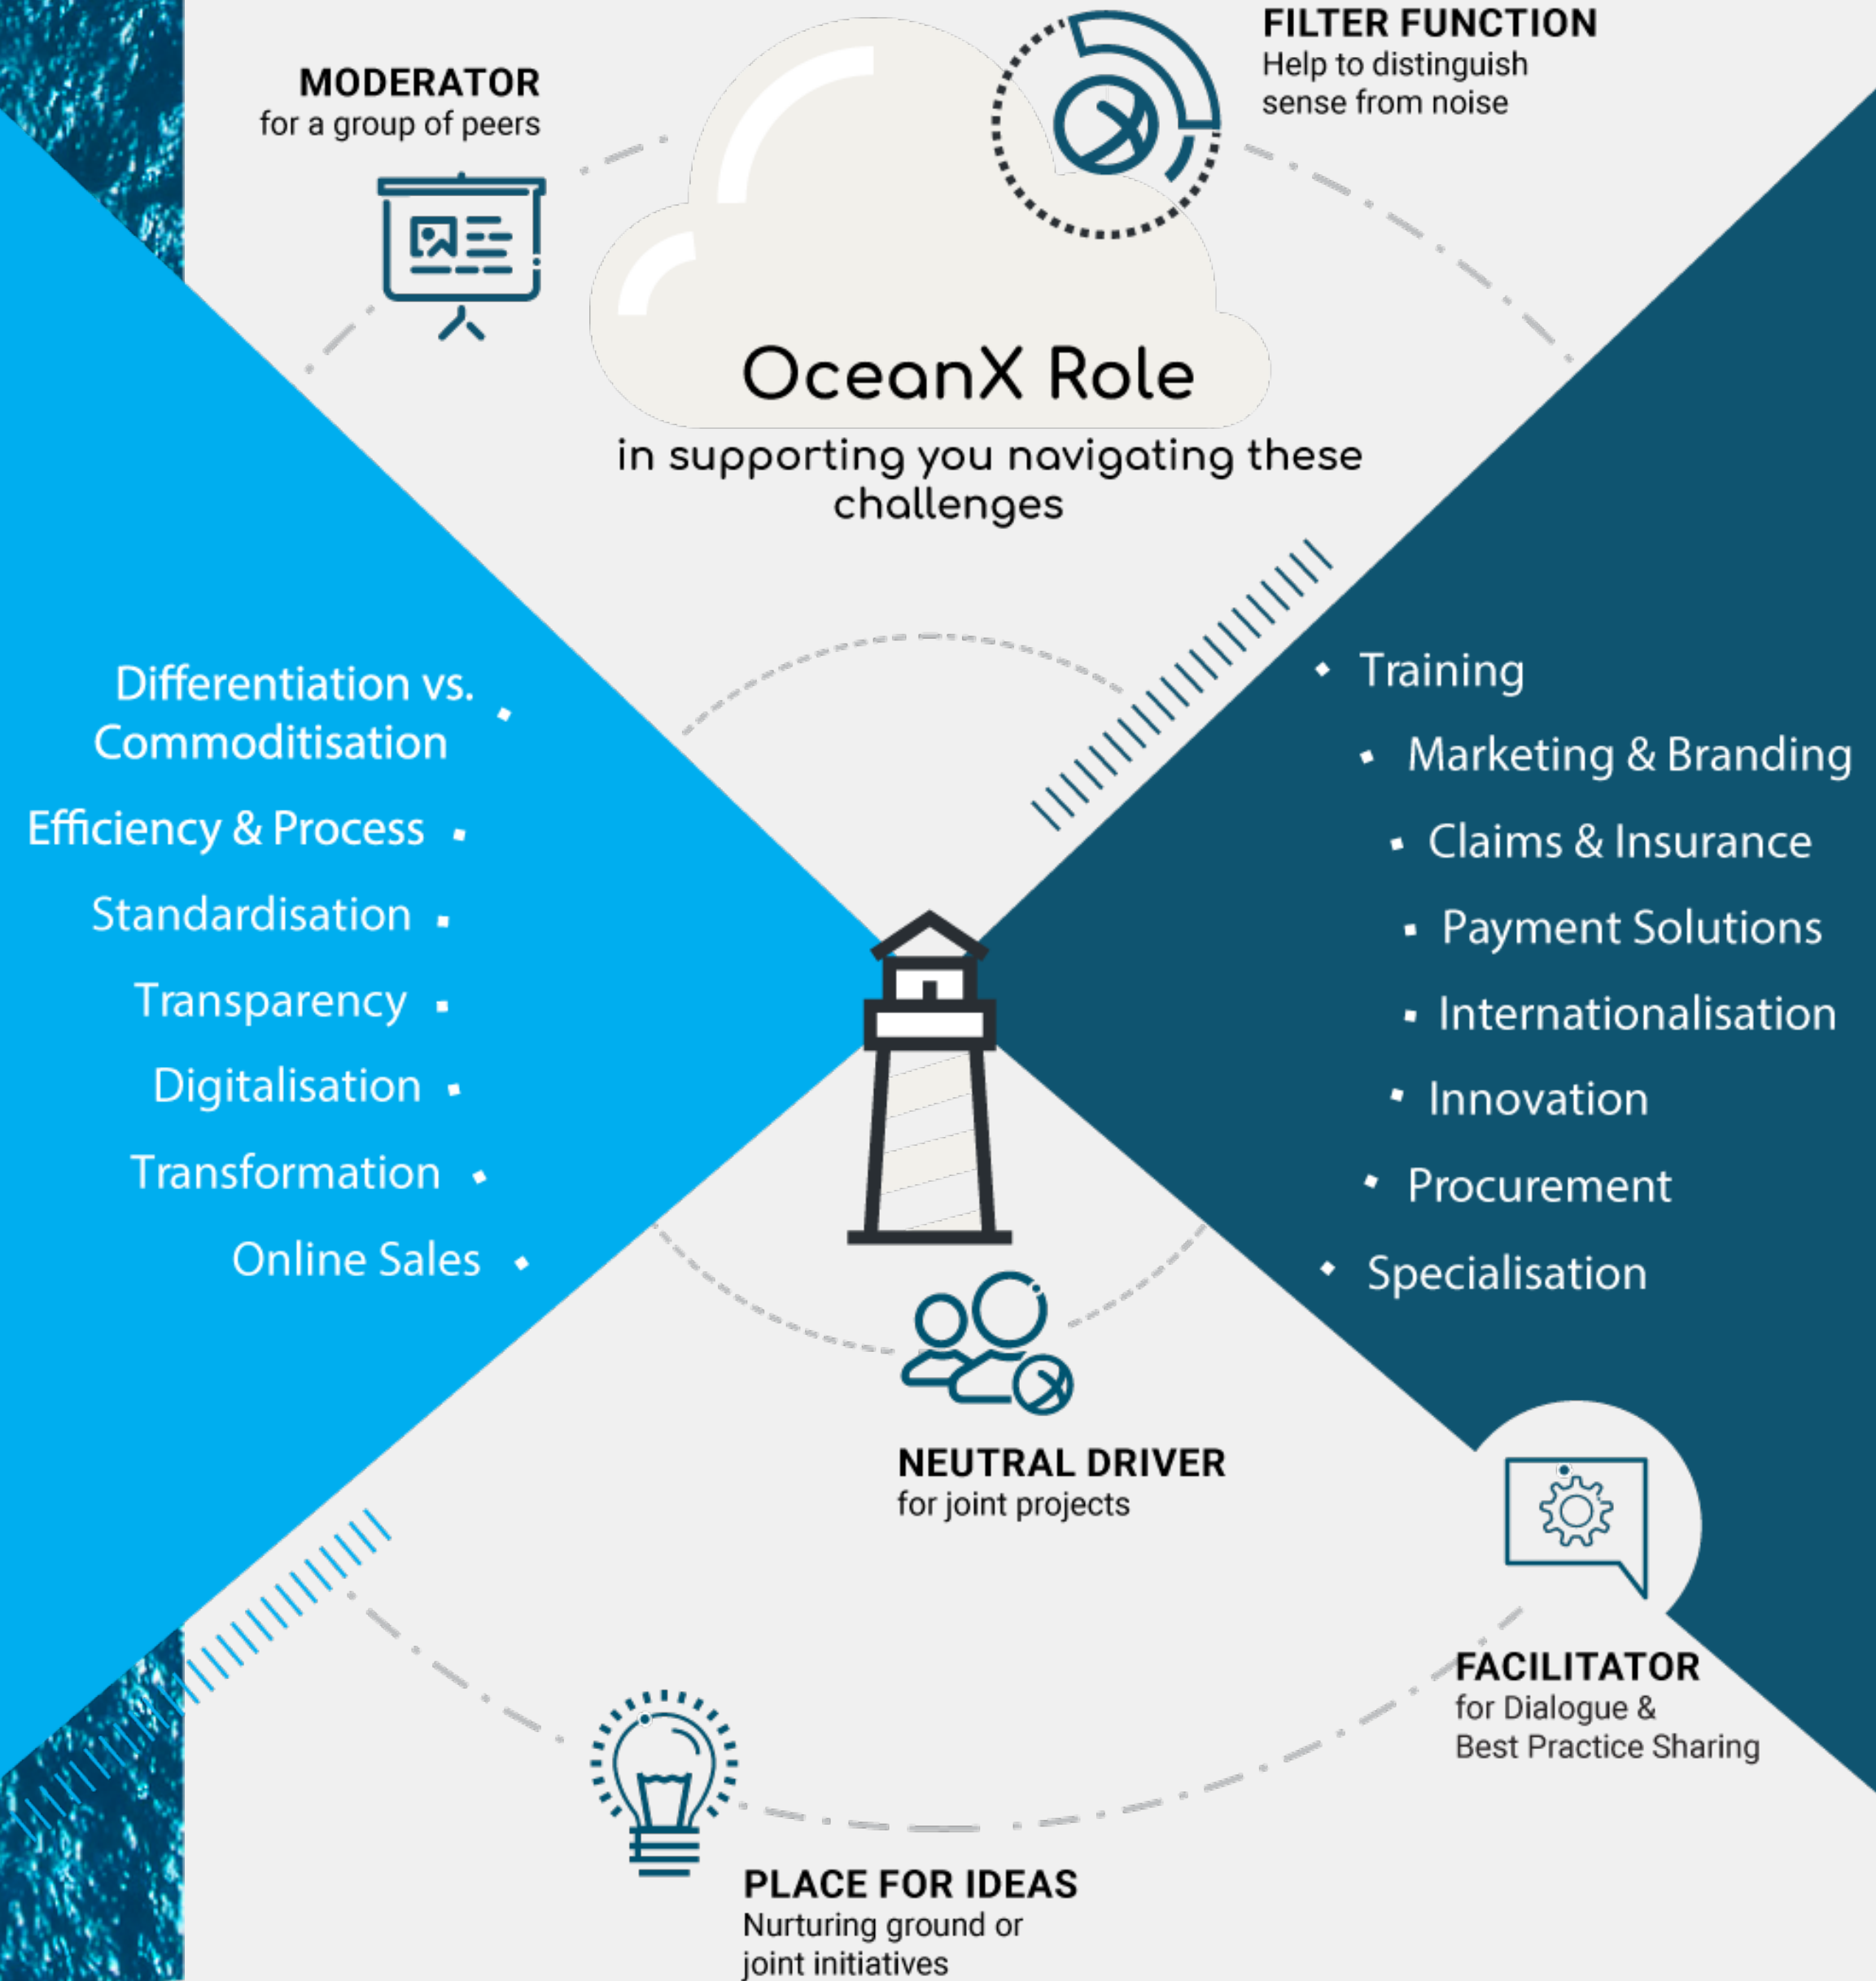 MODERATOR
for a group of peers
FILTER FUNCTION
Help to distinguish
sense from noise
OceanX Role
in supporting you navigating these
challenges
Differentiation vs.
Commoditisation
Efficiency & Process
Standardisation
Transparency
Digitalisation
Transformation
Online Sales
Training
Marketing & Branding
Claims & Insurance
Payment Solutions
Internationalisation
Innovation
Procurement
Specialisation
NEUTRAL DRIVER
for joint projects
FACILITATOR
for Dialogue &
Best Practice Sharing
PLACE FOR IDEAS
Nurturing ground or
joint initiatives